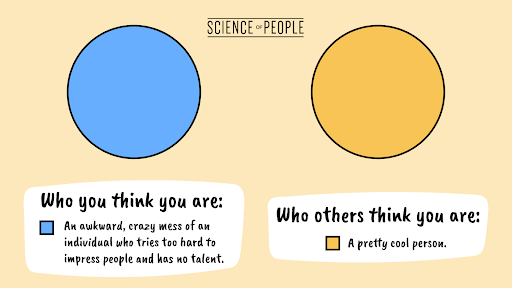 SCIENCE OF PEOPLE
Who you think you are:
An awkward, crazy mess of an
individual who tries too hard to
impress people and has no talent.
Who others think you are:
A pretty cool person.